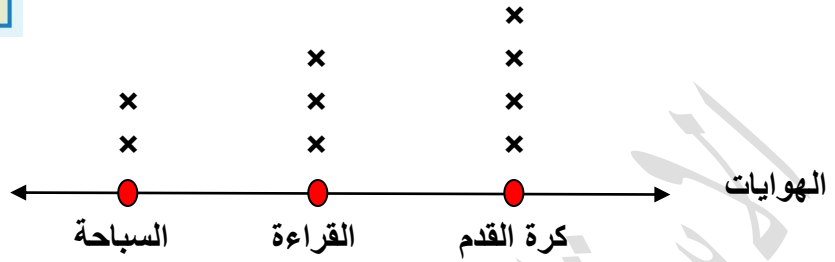 ×
× ×
× × ×
× × ×
الهوايات
كرة القدم القراءة السباحة